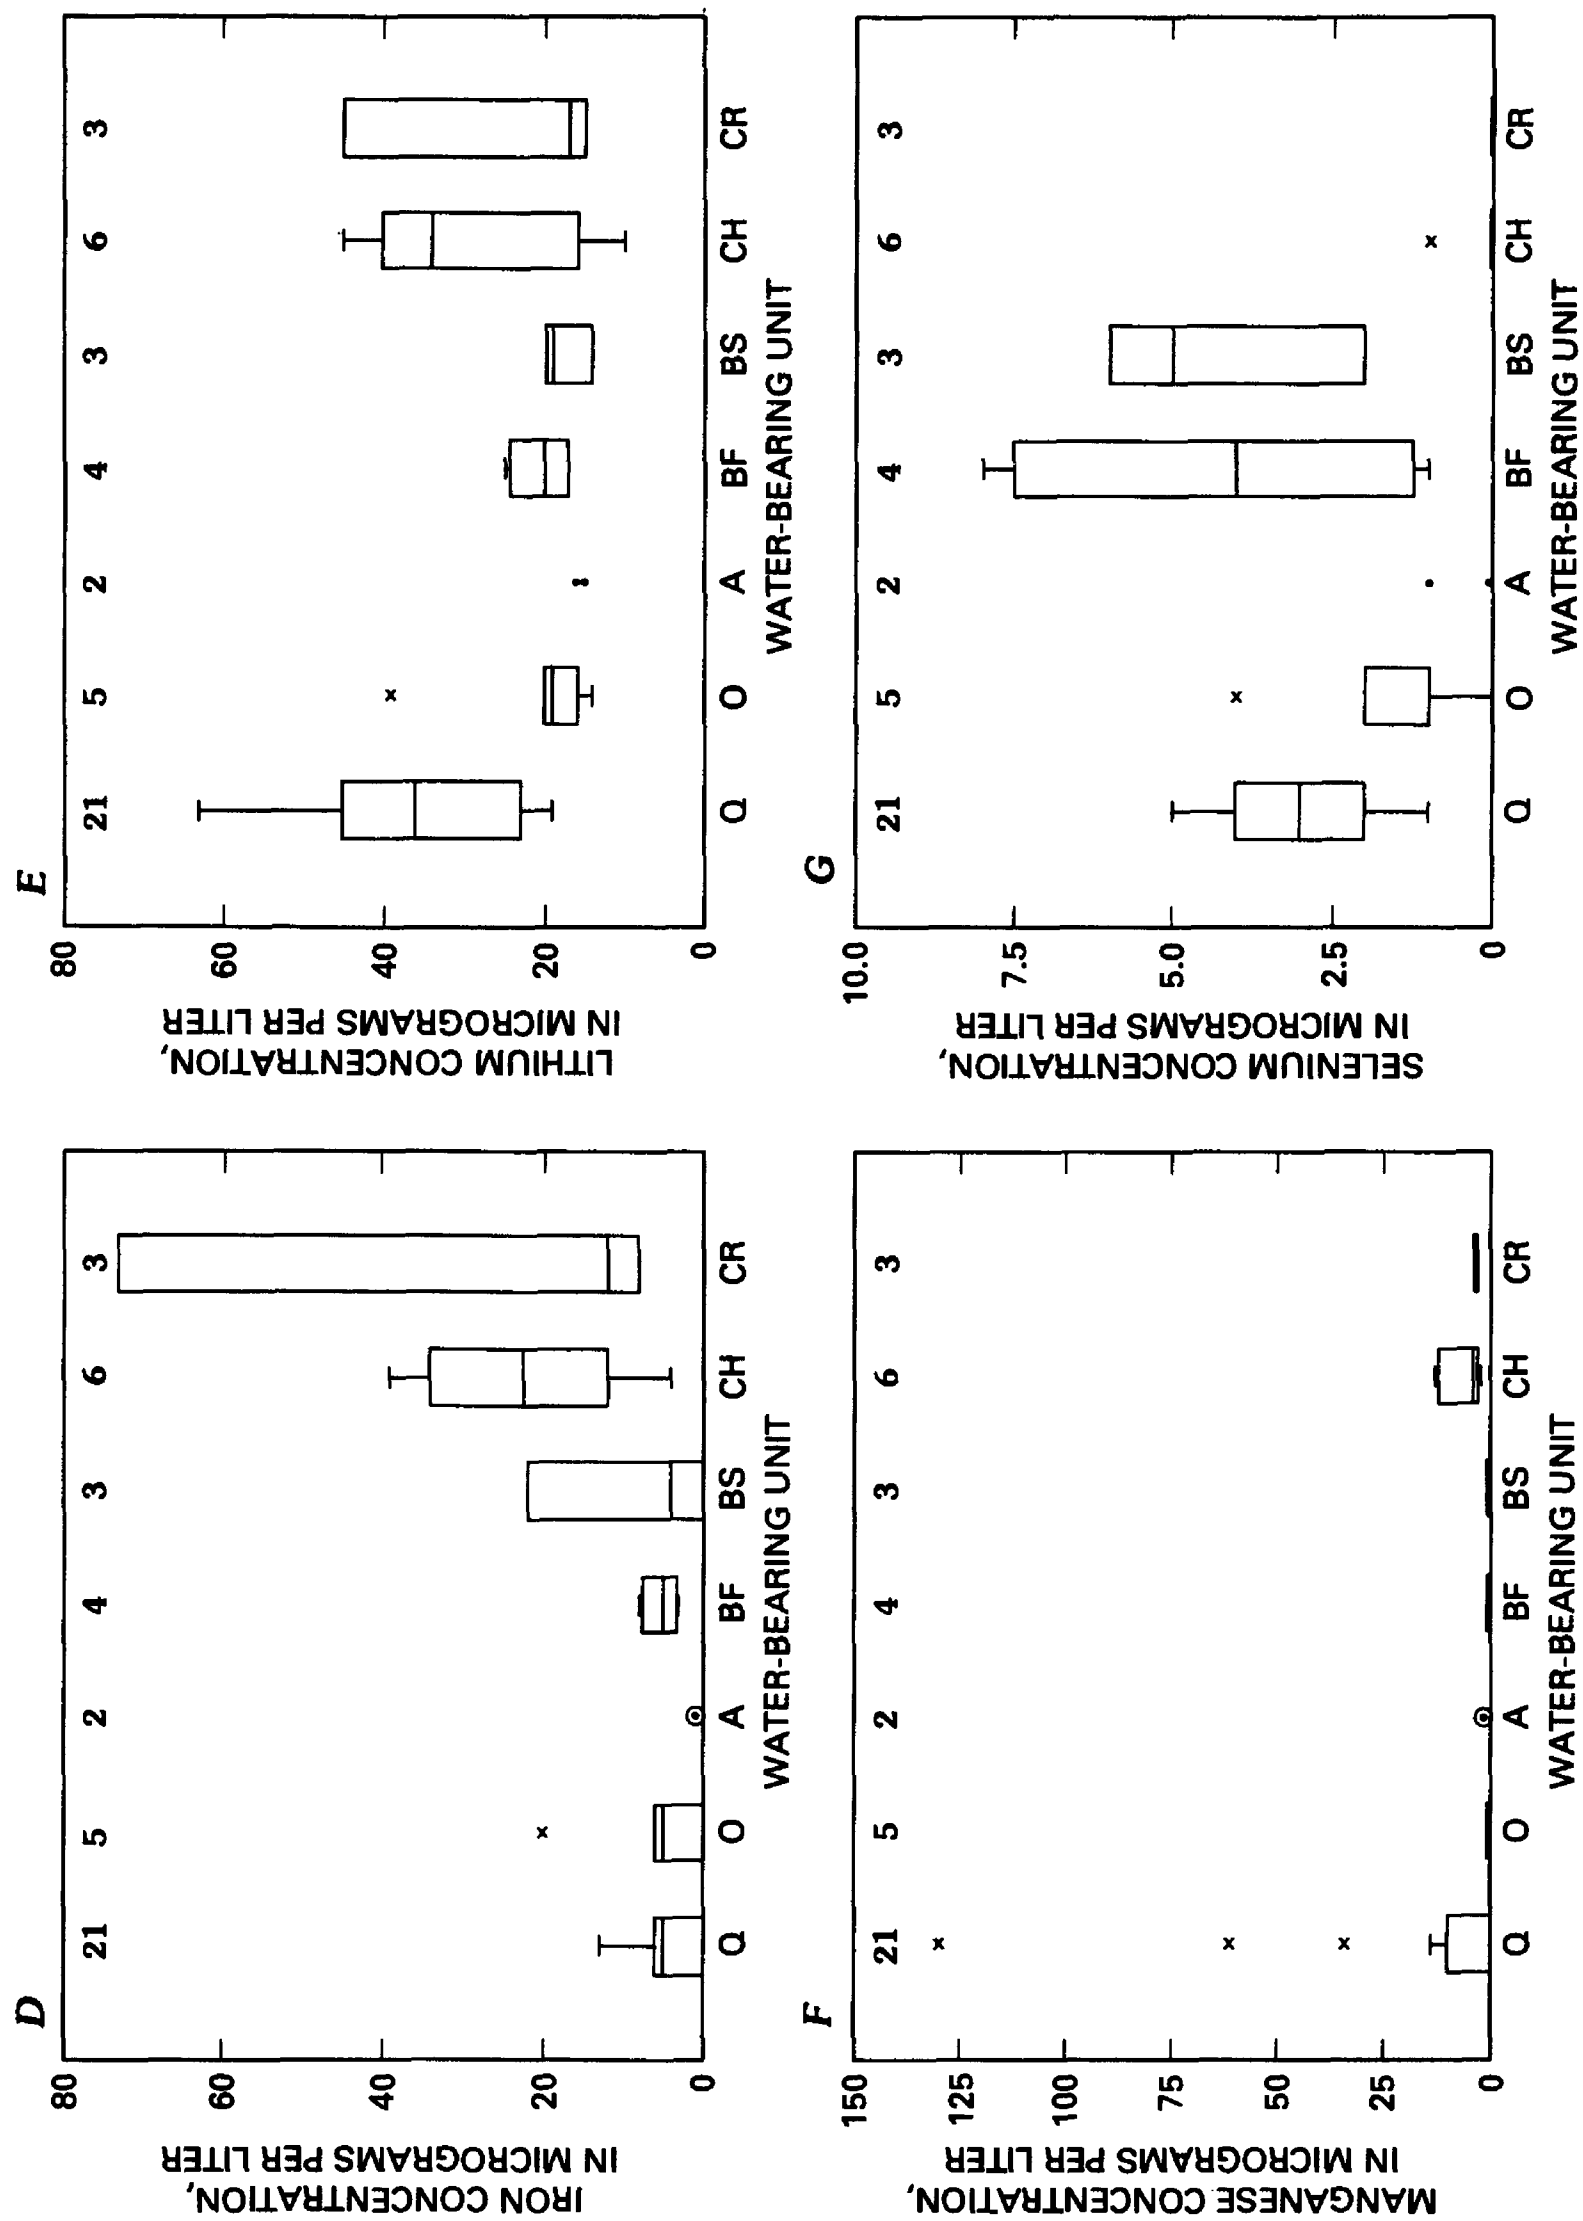 D
IRON CONCENTRATION,
IN MICROGRAMS PER LITER
80
60
40
20
0
21 5 2 4 3 6 3
Q O A BF BS CH CR
WATER-BEARING UNIT
E
LITHIUM CONCENTRATION,
IN MICROGRAMS PER LITER
80
60
40
20
0
21 5 2 4 3 6 3
Q O A BF BS CH CR
WATER-BEARING UNIT
F
MANGANESE CONCENTRATION,
IN MICROGRAMS PER LITER
150
125
100
75
50
25
0
21 5 2 4 3 6 3
Q O A BF BS CH CR
WATER-BEARING UNIT
G
SELENIUM CONCENTRATION,
IN MICROGRAMS PER LITER
10.0
7.5
5.0
2.5
0
21 5 2 4 3 6 3
Q O A BF BS CH CR
WATER-BEARING UNIT